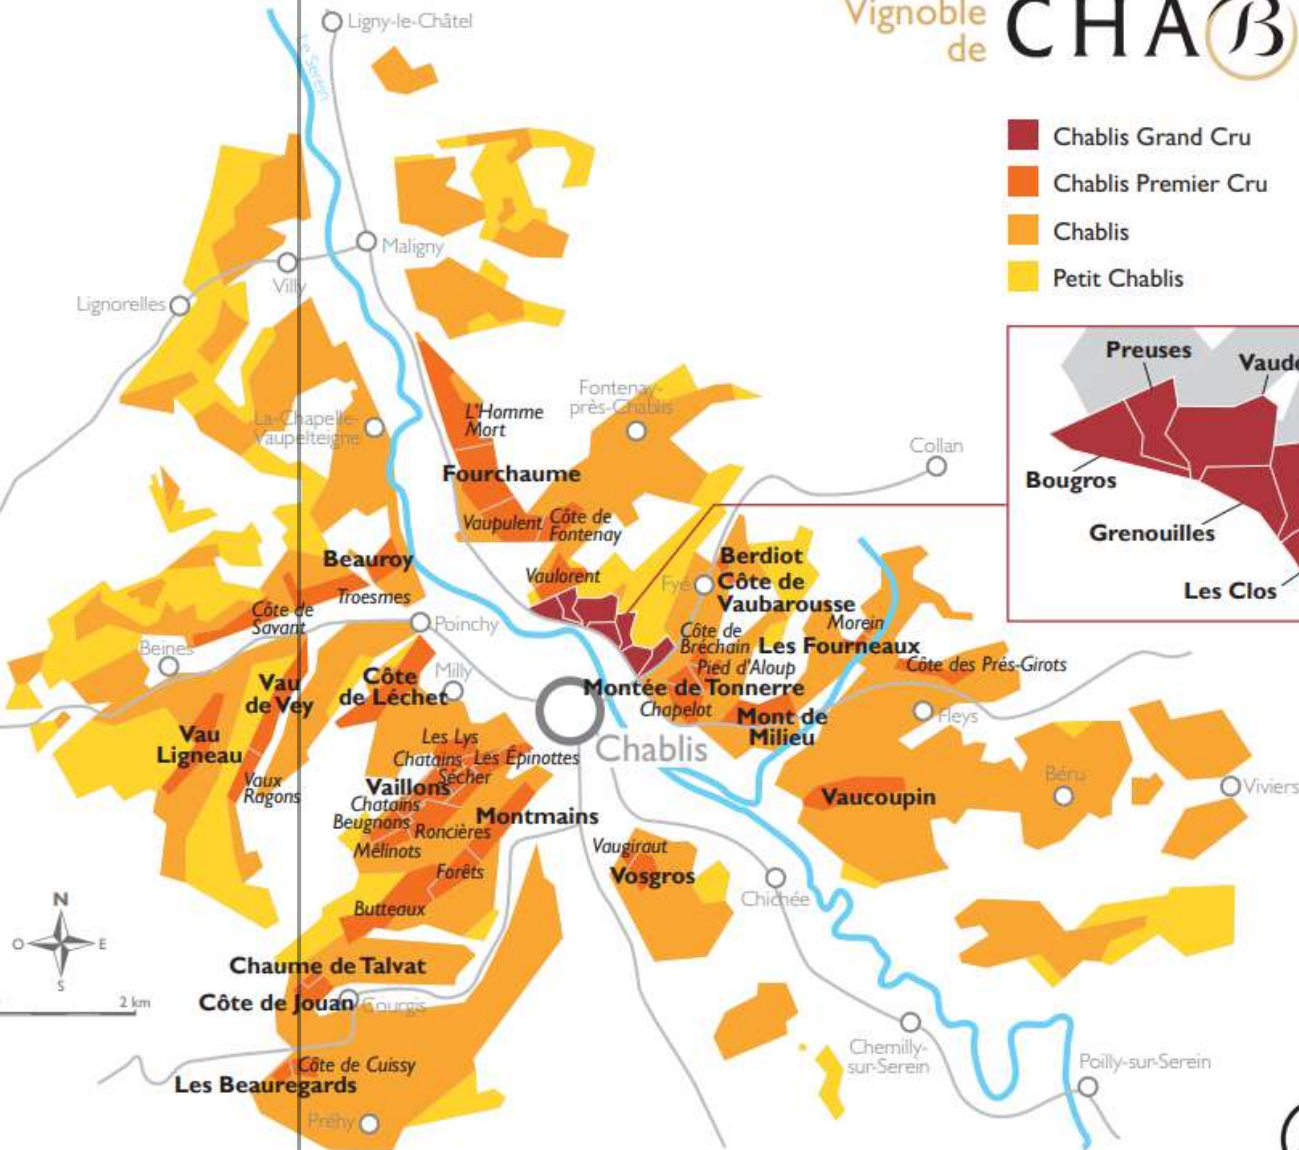 Vignoble
de
CHAB
Chablis Grand Cru
Chablis Premier Cru
Chablis
Petit Chablis
Preuses
Vaude
Bougros
Grenouilles
Les Clos
Ligny-le-Châtel
Le Serein
Maligny
Villy
Lignorelles
La-Chapelle-
Vaupelteigne
Fontenay-
près-Chablis
L'Homme
Mort
Collan
Fourchaume
Vaupulent
Côte de
Fontenay
Beauroy
Vaulorent
Berdiot
Fyé
Côte de
Vaubarousse
Troesmes
Côte de
Savant
Poinchy
Morein
Côte de
Bréchain
Les Fourneaux
Beines
Pied d'Aloup
Côte des Prés-Girots
Vau
de Vey
Côte
de Léchet
Milly
Montée de Tonnerre
Chapelot
Mont de
Milieu
Fleys
Vau
Ligneau
Les Lys
Chablis
Chatains
Les Épinottes
Sécher
Vaux
Ragons
Vaillons
Béru
Viviers
Chatains
Vaucoupin
Beugnons
Roncières
Montmains
Mélinots
Vaugiraut
Forêts
Vosgros
Chichée
Butteaux
N
O
E
S
2 km
Chaume de Talvat
Côte de Jouan
Courgis
Côte de Cuissy
Les Beauregards
Préhy
Chemilly-
sur-Serein
Poilly-sur-Serein